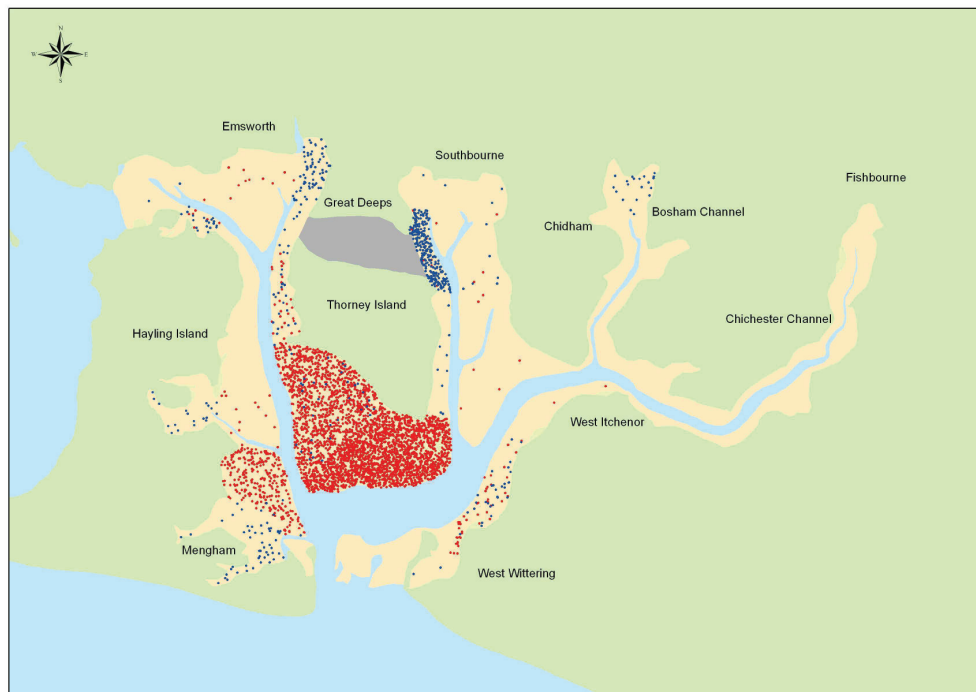 N
W E
S
Emsworth
Southbourne
Fishbourne
Great Deeps
Bosham Channel
Chidham
Thorney Island
Chichester Channel
Hayling Island
West Itchenor
Mengham
West Wittering